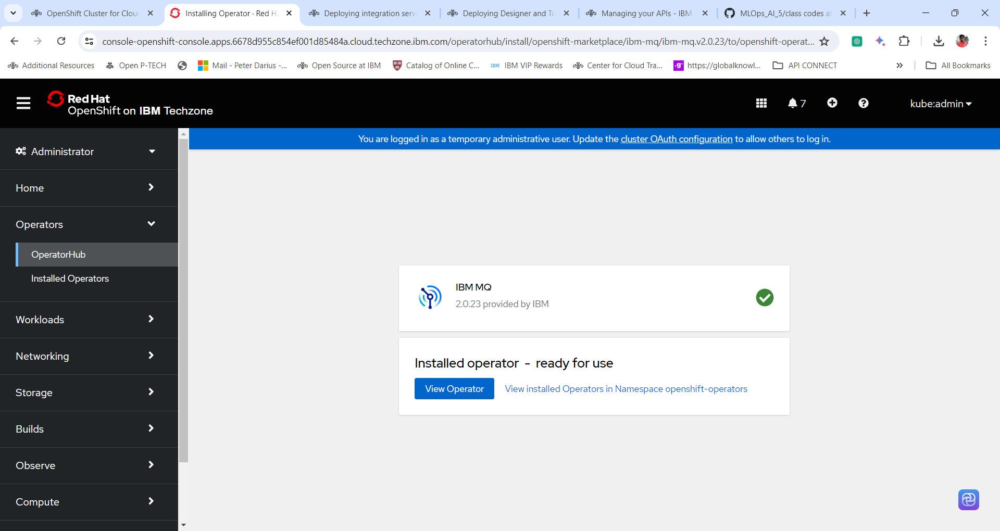 OpenShift Cluster for Clou
Installing Operator · Red H
Deploying integration serv
Deploying Designer and To
Managing your APIs - IBM
MLOps_AI_5/class codes at
console-openshift-console.apps.6678d955c854ef001d85484a.cloud.techzone.ibm.com/operatorhub/install/openshift-marketplace/ibm-mq/ibm-mq.v2.0.23/to/openshift-operat...
Additional Resources
Open P-TECH
Mail - Peter Darius -...
Open Source at IBM
Catalog of Online C...
IBM VIP Rewards
Center for Cloud Tra...
https://globalknowl...
API CONNECT
All Bookmarks
Red Hat
OpenShift on IBM Techzone
7
kube:admin
You are logged in as a temporary administrative user. Update the cluster OAuth configuration to allow others to log in.
Administrator
Home
Operators
OperatorHub
Installed Operators
Workloads
Networking
Storage
Builds
Observe
Compute
IBM MQ
2.0.23 provided by IBM
Installed operator - ready for use
View Operator
View installed Operators in Namespace openshift-operators